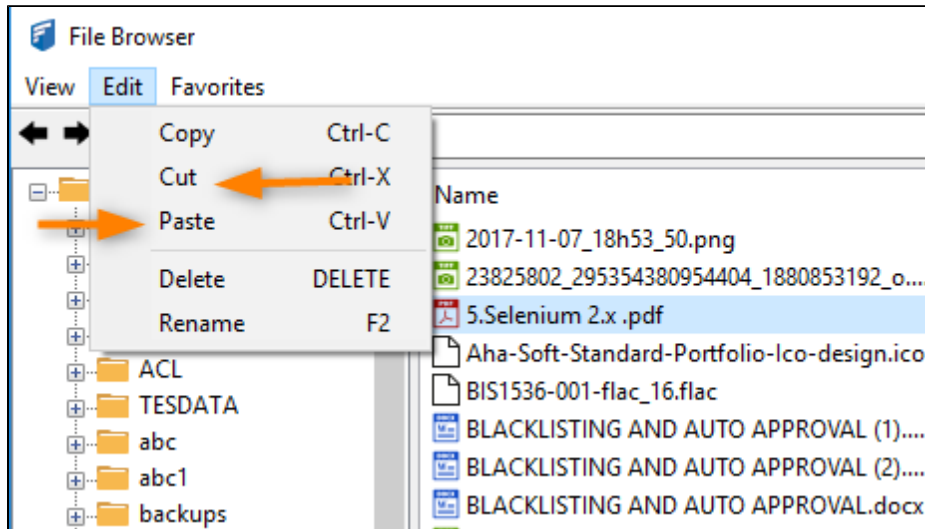 File Browser
View Edit Favorites
Copy Ctrl-C
Cut Ctrl-X
Paste Ctrl-V
Delete DELETE
Rename F2
ACL
TESDATA
abc
abc1
backups
Name
2017-11-07_18h53_50.png
23825802_295354380954404_1880853192_o....
5.Selenium 2.x .pdf
Aha-Soft-Standard-Portfolio-Ico-design.ico
BIS1536-001-flac_16.flac
BLACKLISTING AND AUTO APPROVAL (1)....
BLACKLISTING AND AUTO APPROVAL (2)....
BLACKLISTING AND AUTO APPROVAL.docx